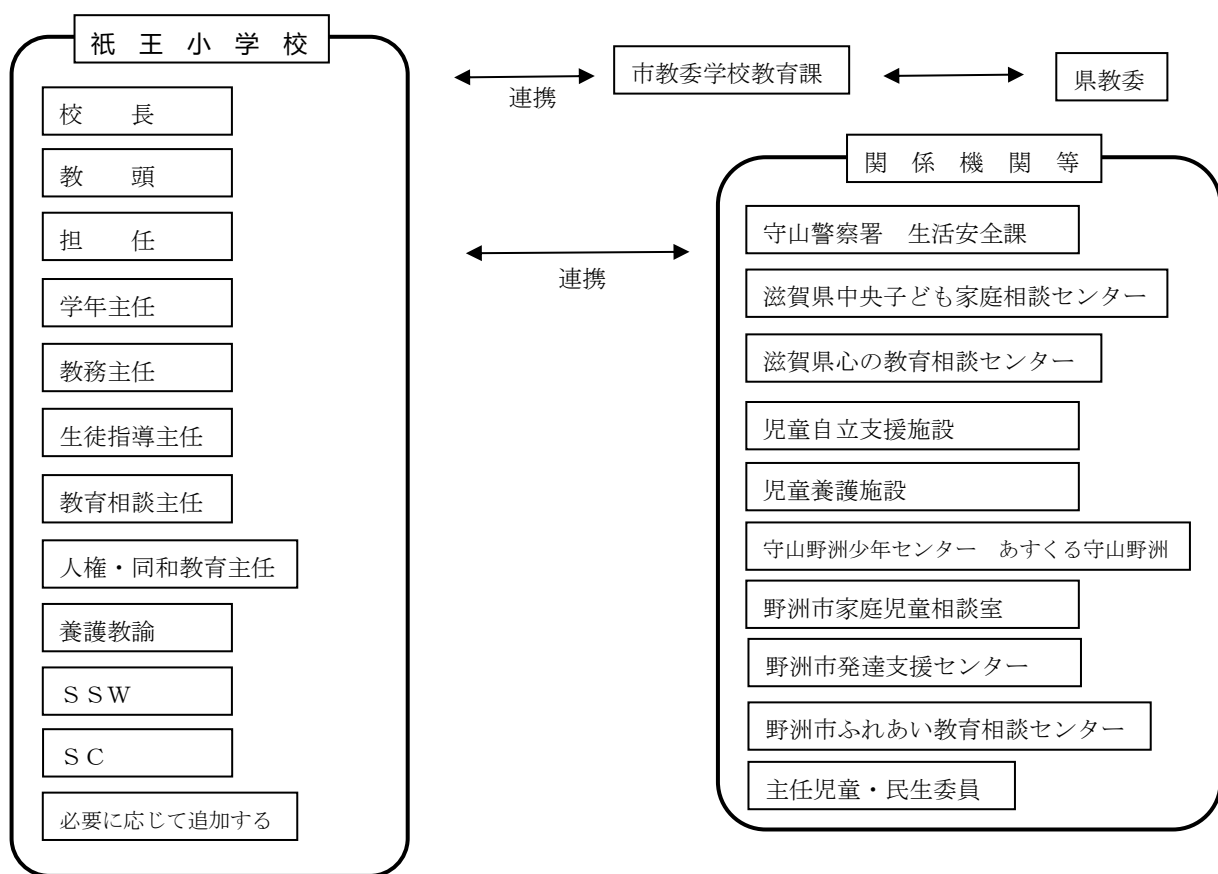 祇王小学校
校　長
教　頭
担　任
学年主任
教務主任
生徒指導主任
教育相談主任
人権・同和教育主任
養護教諭
ＳＳＷ
ＳＣ
必要に応じて追加する
連携
市教委学校教育課
県教委
連携
関係機関等
守山警察署　生活安全課
滋賀県中央子ども家庭相談センター
滋賀県心の教育相談センター
児童自立支援施設
児童養護施設
守山野洲少年センター　あすくる守山野洲
野洲市家庭児童相談室
野洲市発達支援センター
野洲市ふれあい教育相談センター
主任児童・民生委員